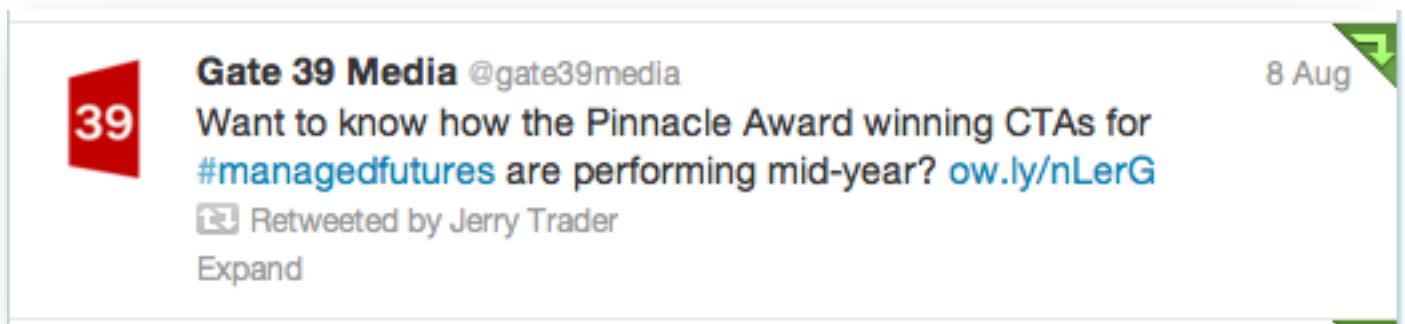 Gate 39 Media @gate39media 8 Aug
39
Want to know how the Pinnacle Award winning CTAs for
#managedfutures are performing mid-year? ow.ly/nLerG
Retweeted by Jerry Trader
Expand